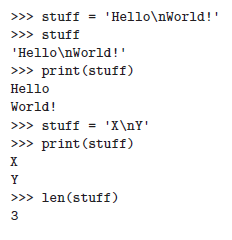 >>> stuff = 'Hello\nWorld!'
>>> stuff
'Hello\nWorld!'
>>> print(stuff)
Hello
World!
>>> stuff = 'X\nY'
>>> print(stuff)
X
Y
>>> len(stuff)
3